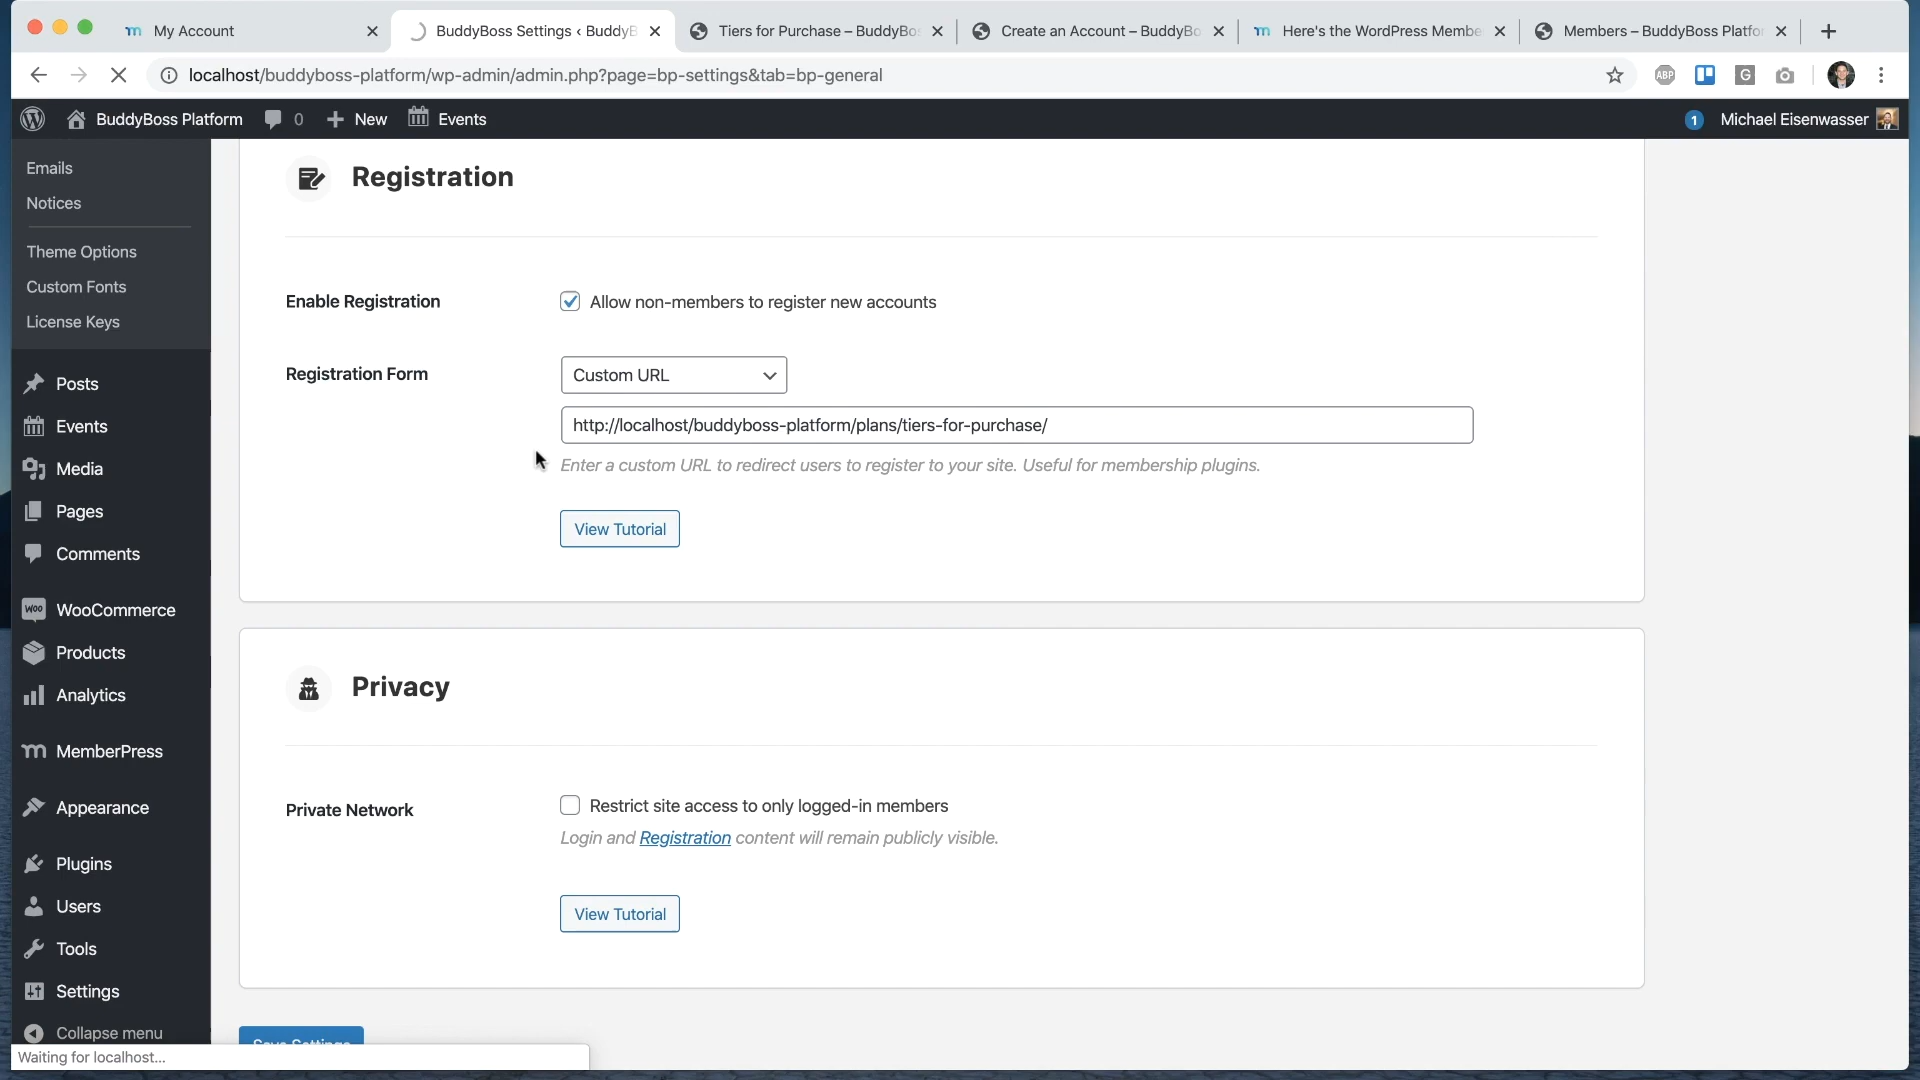 My Account
BuddyBoss Settings ‹ BuddyB
Tiers for Purchase – BuddyBos
Create an Account – BuddyBo
Here's the WordPress Membe
Members – BuddyBoss Platfor
localhost/buddyboss-platform/wp-admin/admin.php?page=bp-settings&tab=bp-general
ABP
G
BuddyBoss Platform
0
New
Events
1
Michael Eisenwasser
Emails
Notices
Theme Options
Custom Fonts
License Keys
Posts
Events
Media
Pages
Comments
woo
WooCommerce
Products
Analytics
MemberPress
Appearance
Plugins
Users
Tools
Settings
Collapse menu
Registration
Enable Registration
Allow non-members to register new accounts
Registration Form
Custom URL
http://localhost/buddyboss-platform/plans/tiers-for-purchase/
Enter a custom URL to redirect users to register to your site. Useful for membership plugins.
View Tutorial
Privacy
Private Network
Restrict site access to only logged-in members
Login and Registration content will remain publicly visible.
View Tutorial
Save Settings
Waiting for localhost...